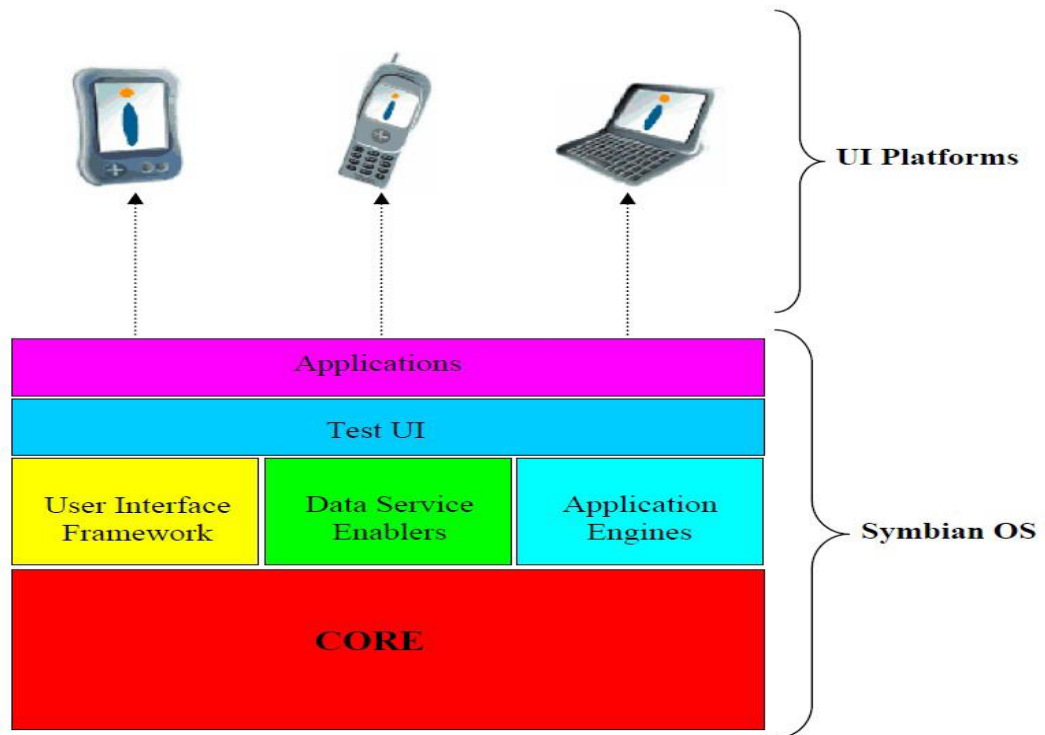 UI Platforms
Applications
Test UI
User Interface
Framework
Data Service
Enablers
Application
Engines
Symbian OS
CORE